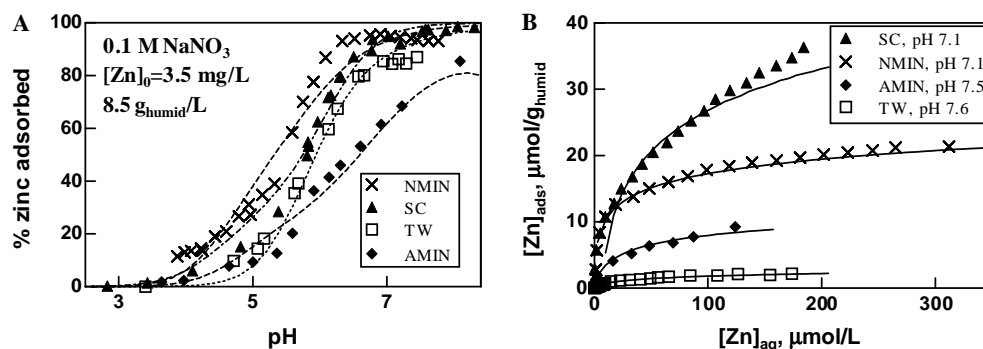 A
% zinc adsorbed
100
80
60
40
20
0
0.1 M NaNO3
[Zn]0=3.5 mg/L
8.5 ghumid/L
NMIN
SC
TW
AMIN
3
5
7
pH
B
[Zn]ads, μmol/ghumid
40
30
20
10
0
SC, pH 7.1
NMIN, pH 7.1
AMIN, pH 7.5
TW, pH 7.6
0
100
200
300
[Zn]aq, μmol/L